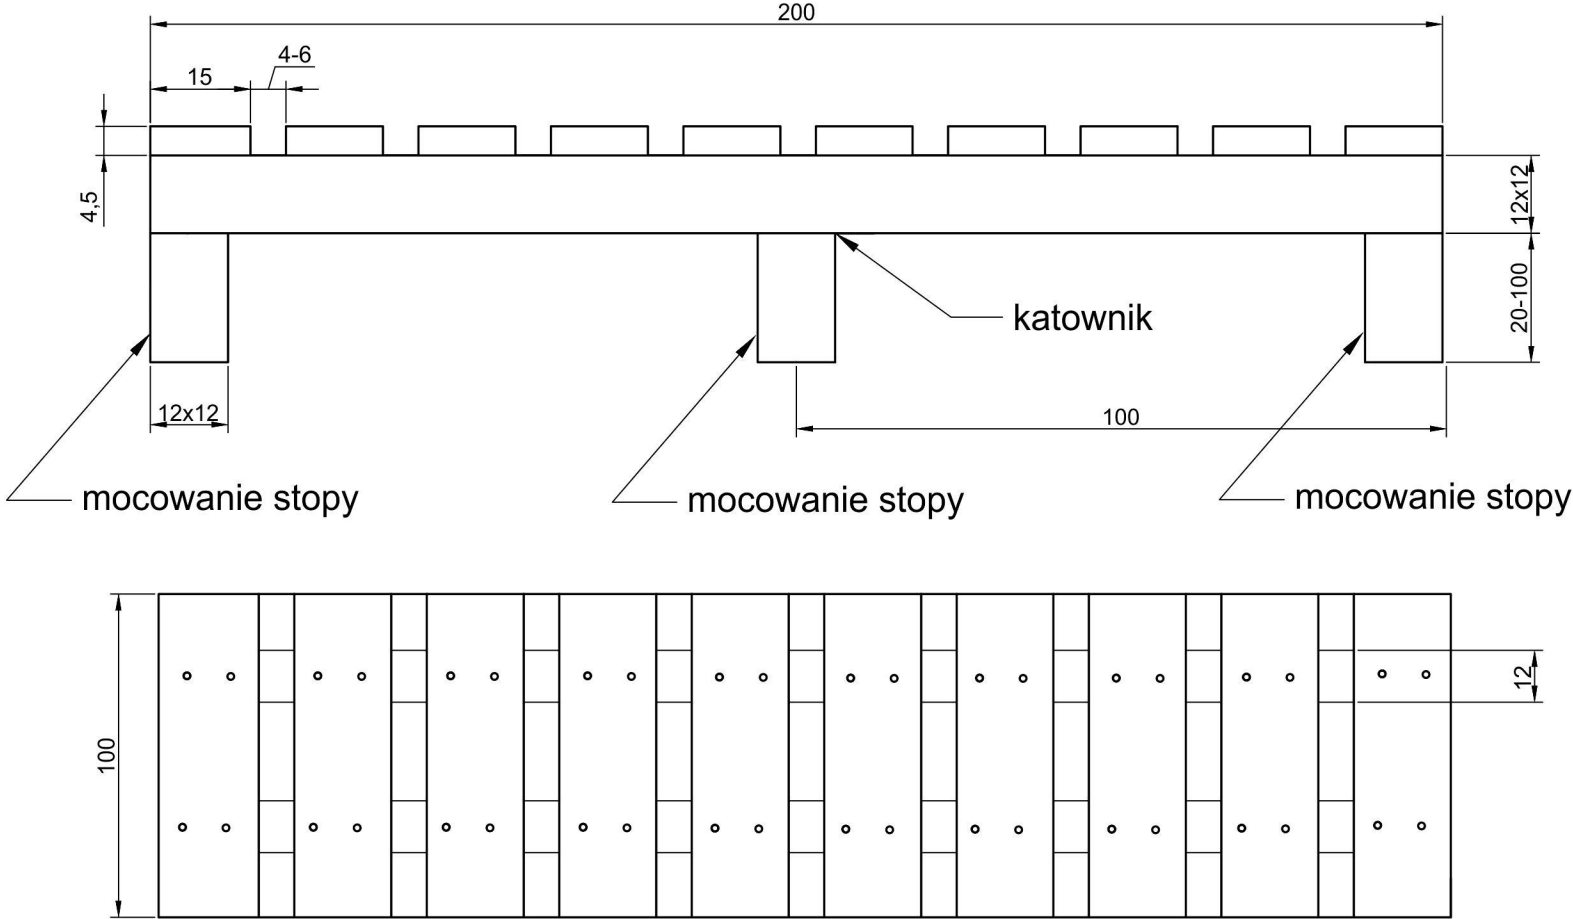 200
4-6
15
4,5
12x12
20-100
katownik
12x12
100
mocowanie stopy
mocowanie stopy
mocowanie stopy
100
12